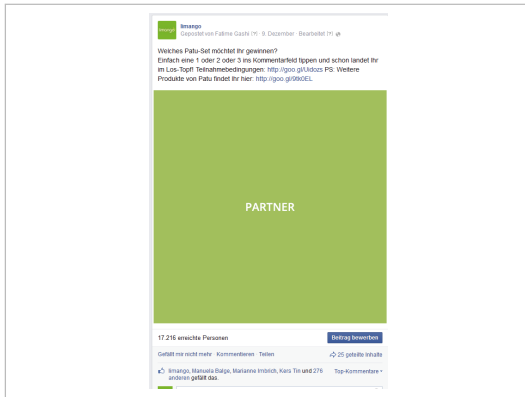 limango
limango
Gepostet von Fatime Gashi [?] · 9. Dezember · Bearbeitet [?]
Welches Patu-Set möchtet Ihr gewinnen?
Einfach eine 1 oder 2 oder 3 ins Kommentarfeld tippen und schon landet Ihr
im Los-Topf! Teilnahmebedingungen: http://goo.gl/Uidozs PS: Weitere
Produkte von Patu findet Ihr hier: http://goo.gl/9tk0EL
PARTNER
17.216 erreichte Personen
Beitrag bewerben
Gefällt mir nicht mehr · Kommentieren · Teilen
25 geteilte Inhalte
limango, Manuela Balge, Marianne Imbrich, Kers Tin und 276
anderen gefällt das.
Top-Kommentare